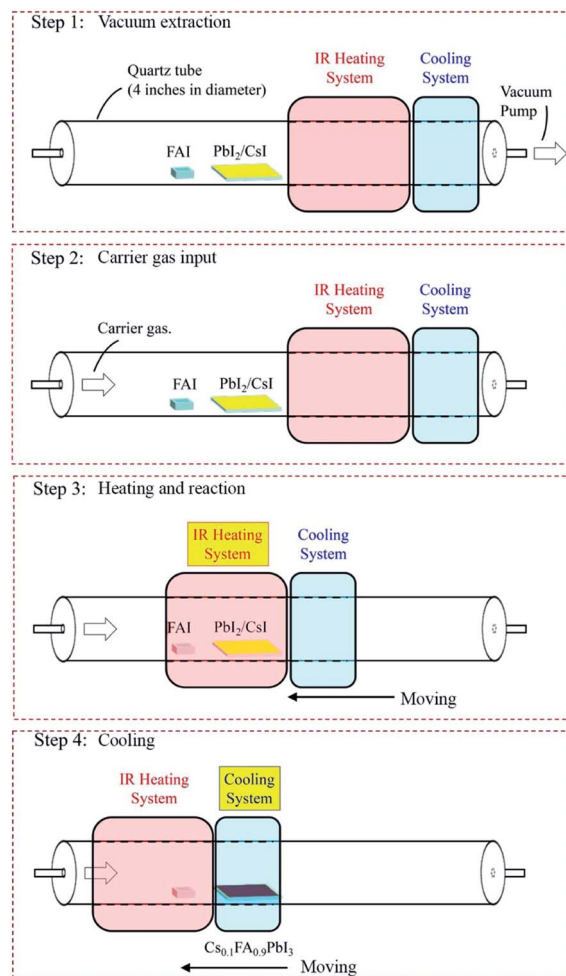 Step 1: Vacuum extraction
IR Heating System
Cooling System
Quartz tube
(4 inches in diameter)
Vacuum
Pump
FAI
PbI₂/CsI
Step 2: Carrier gas input
IR Heating System
Cooling System
Carrier gas.
FAI
PbI₂/CsI
Step 3: Heating and reaction
IR Heating System
Cooling System
FAI
PbI₂/CsI
Moving
Step 4: Cooling
IR Heating System
Cooling System
Cs₀.₁FA₀.₉PbI₃
Moving